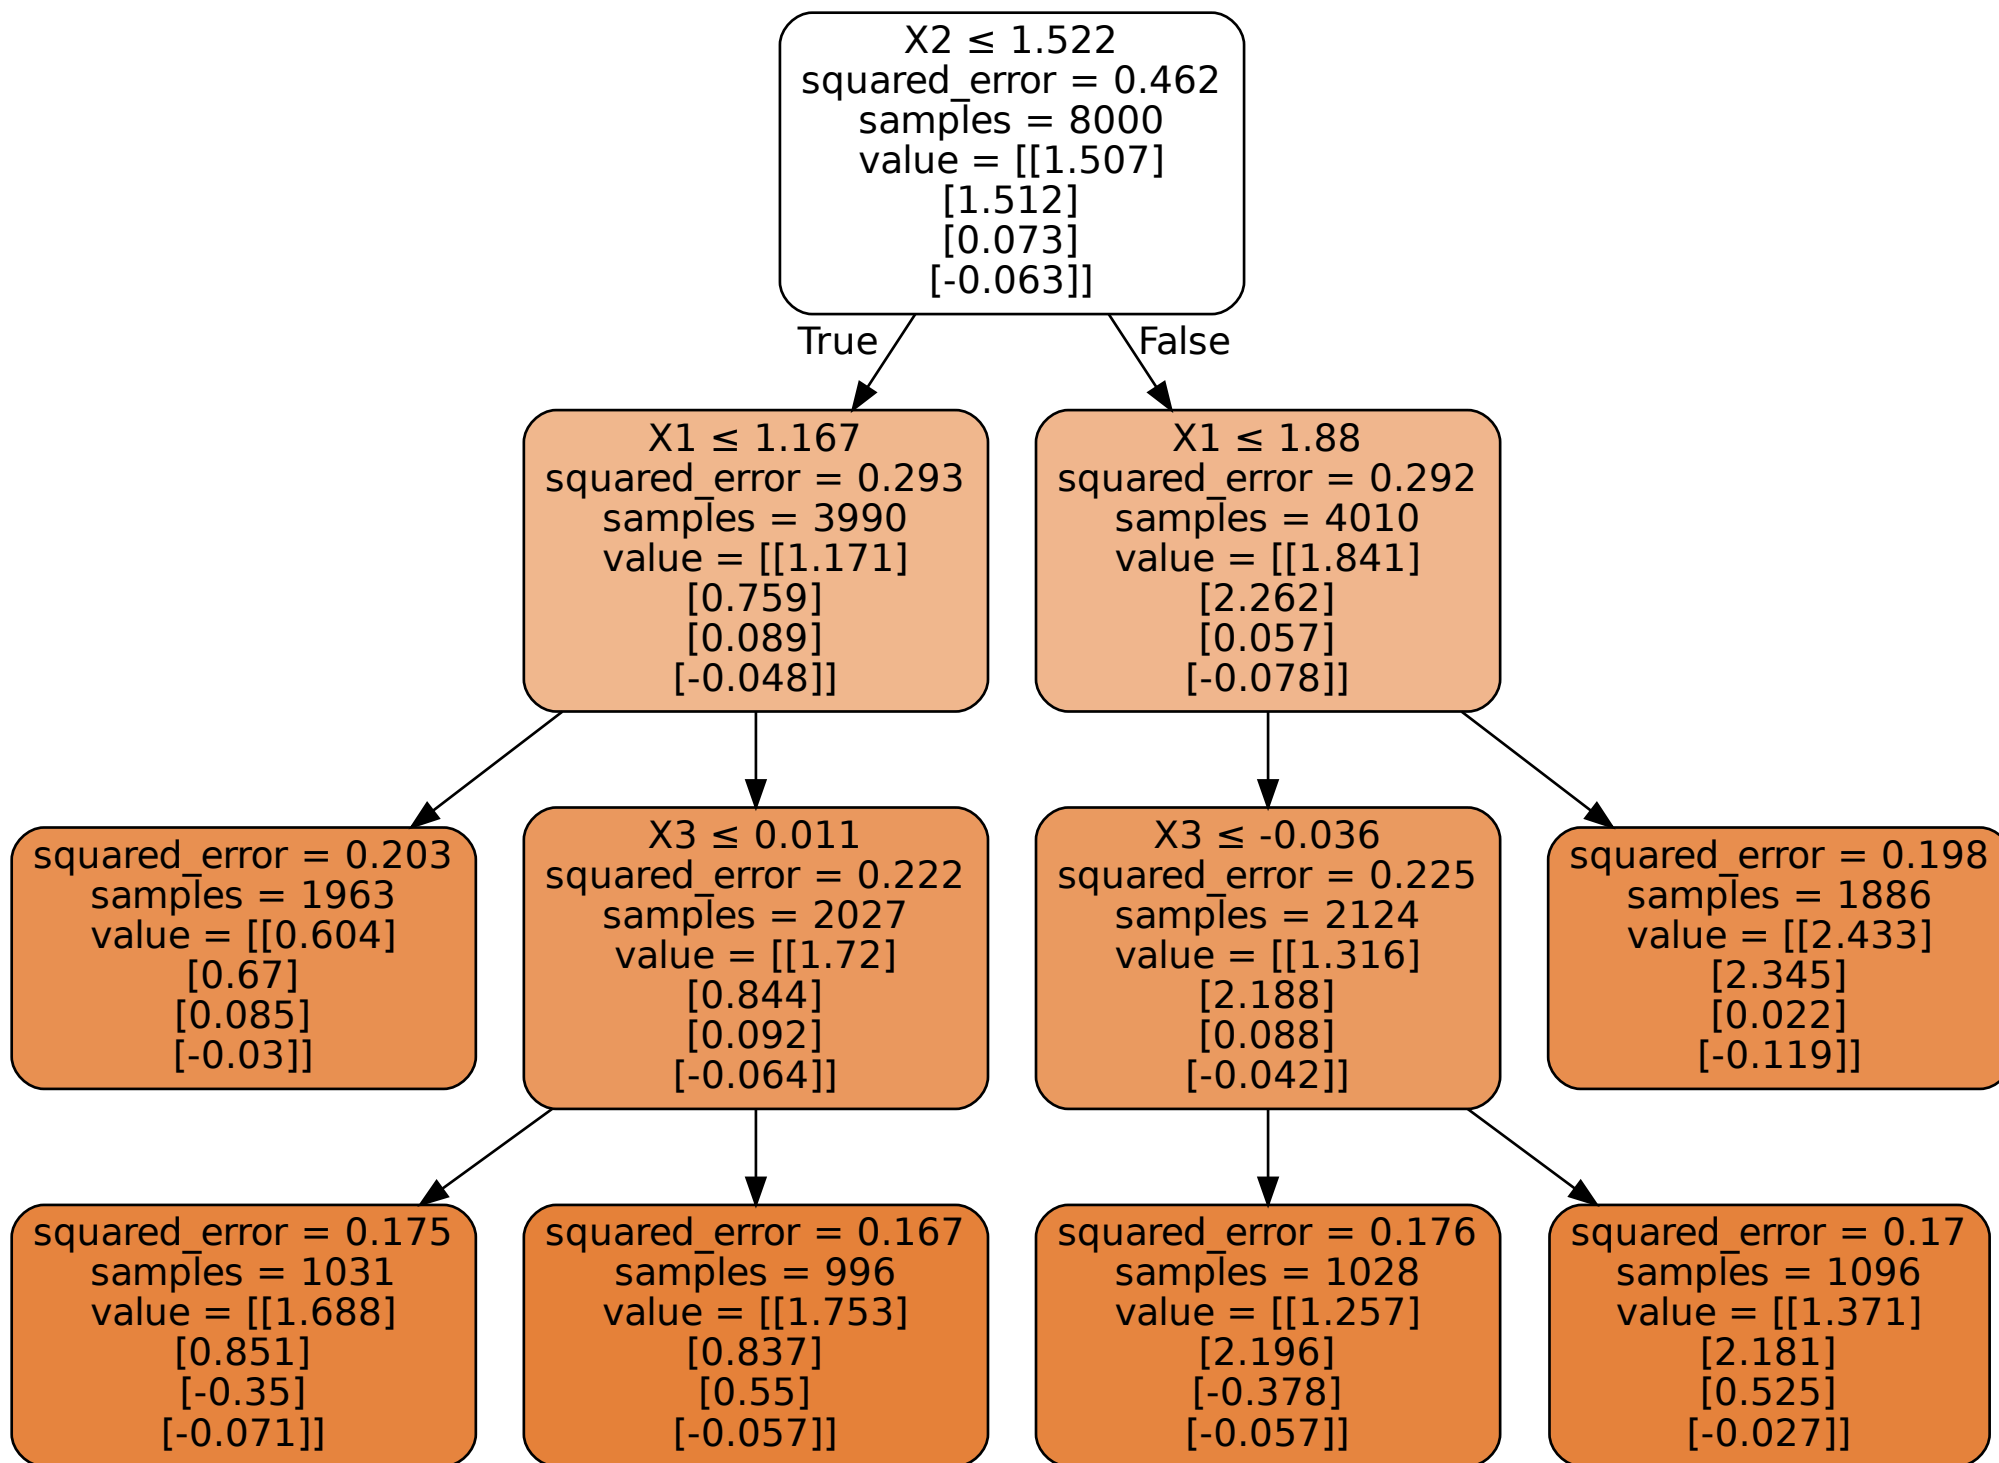 X2 ≤ 1.522
squared_error = 0.462
samples = 8000
value = [[1.507]
[1.512]
[0.073]
[-0.063]]
True
False
X1 ≤ 1.167
squared_error = 0.293
samples = 3990
value = [[1.171]
[0.759]
[0.089]
[-0.048]]
X1 ≤ 1.88
squared_error = 0.292
samples = 4010
value = [[1.841]
[2.262]
[0.057]
[-0.078]]
squared_error = 0.203
samples = 1963
value = [[0.604]
[0.67]
[0.085]
[-0.03]]
X3 ≤ 0.011
squared_error = 0.222
samples = 2027
value = [[1.72]
[0.844]
[0.092]
[-0.064]]
X3 ≤ -0.036
squared_error = 0.225
samples = 2124
value = [[1.316]
[2.188]
[0.088]
[-0.042]]
squared_error = 0.198
samples = 1886
value = [[2.433]
[2.345]
[0.022]
[-0.119]]
squared_error = 0.175
samples = 1031
value = [[1.688]
[0.851]
[-0.35]
[-0.071]]
squared_error = 0.167
samples = 996
value = [[1.753]
[0.837]
[0.55]
[-0.057]]
squared_error = 0.176
samples = 1028
value = [[1.257]
[2.196]
[-0.378]
[-0.057]]
squared_error = 0.17
samples = 1096
value = [[1.371]
[2.181]
[0.525]
[-0.027]]